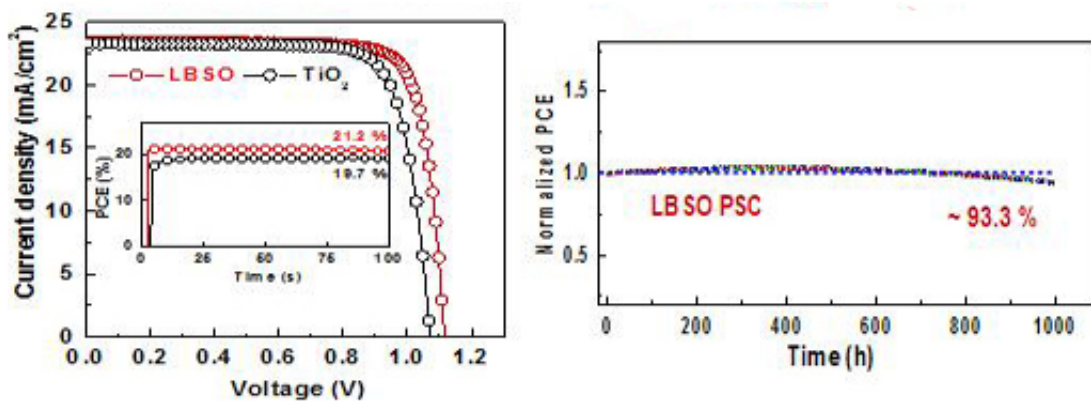 Current density (mA/cm²)
25
20
15
10
5
0
LBSO TiO₂
PCE (%)
20
10
0
21.2 %
19.7 %
0 25 50 75 100
Time (s)
0.0 0.2 0.4 0.6 0.8 1.0 1.2
Voltage (V)
Normalized PCE
1.5
1.0
0.5
LBSO PSC
~ 93.3 %
0 200 400 600 800 1000
Time (h)